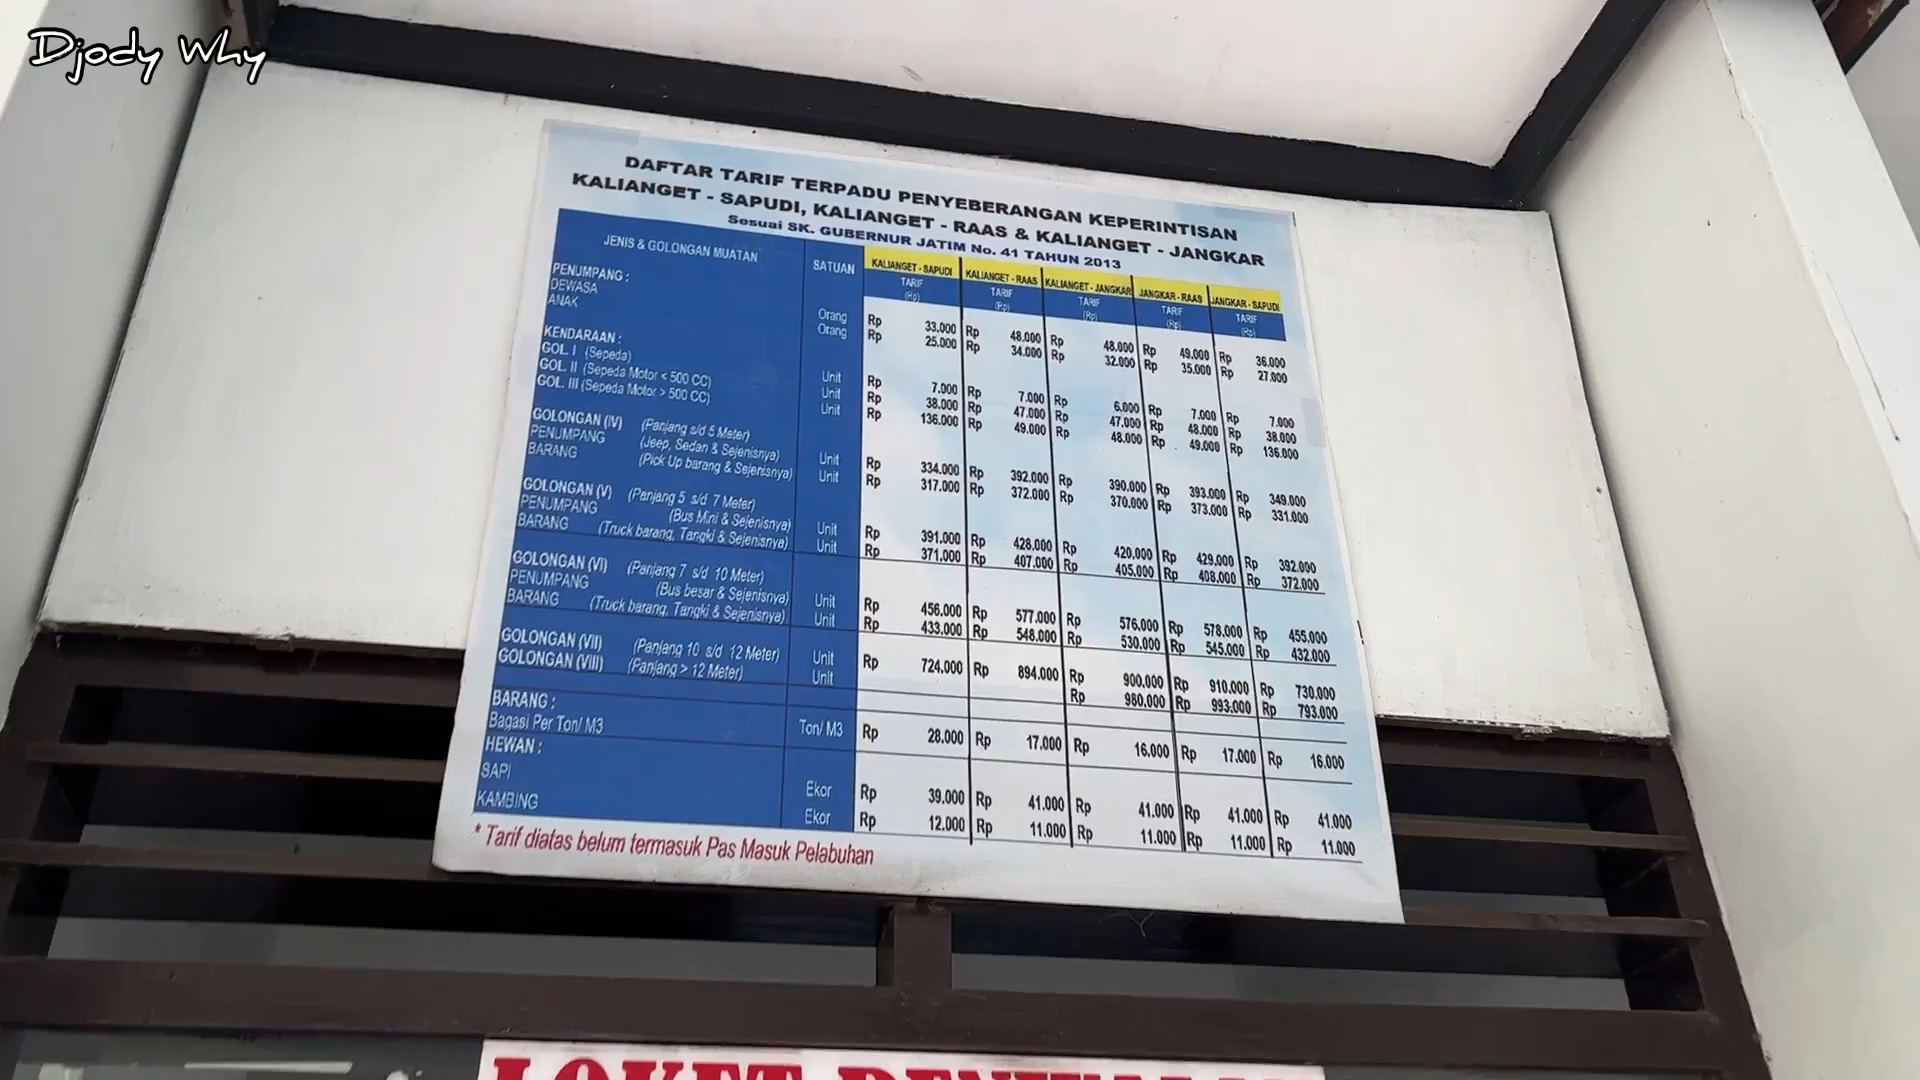 Djody Why
DAFTAR TARIF TERPADU PENYEBERANGAN KEPERINTISAN
KALIANGET - SAPUDI, KALIANGET - RAAS & KALIANGET - JANGKAR
Sesuai SK. GUBERNUR JATIM No. 41 TAHUN 2013
JENIS & GOLONGAN MUATAN SATUAN KALIANGET - SAPUDI KALIANGET - RAAS KALIANGET - JANGKAR JANGKAR - RAAS JANGKAR - SAPUDI
TARIF TARIF TARIF TARIF TARIF
(Rp) (Rp) (Rp) (Rp) (Rp)
PENUMPANG :
DEWASA Orang Rp 33.000 Rp 48.000 Rp 48.000 Rp 49.000 Rp 36.000
ANAK Orang Rp 25.000 Rp 34.000 Rp 32.000 Rp 35.000 Rp 27.000
KENDARAAN :
GOL. I (Sepeda) Unit Rp 7.000 Rp 7.000 Rp 6.000 Rp 7.000 Rp 7.000
GOL. II (Sepeda Motor < 500 CC) Unit Rp 38.000 Rp 47.000 Rp 47.000 Rp 48.000 Rp 38.000
GOL. III (Sepeda Motor > 500 CC) Unit Rp 136.000 Rp 49.000 Rp 48.000 Rp 49.000 Rp 136.000
GOLONGAN (IV) (Panjang s/d 5 Meter)
PENUMPANG (Jeep, Sedan & Sejenisnya) Unit Rp 334.000 Rp 392.000 Rp 390.000 Rp 393.000 Rp 349.000
BARANG (Pick Up barang & Sejenisnya) Unit Rp 317.000 Rp 372.000 Rp 370.000 Rp 373.000 Rp 331.000
GOLONGAN (V) (Panjang 5 s/d 7 Meter)
PENUMPANG (Bus Mini & Sejenisnya) Unit Rp 391.000 Rp 428.000 Rp 420.000 Rp 429.000 Rp 392.000
BARANG (Truck barang, Tangki & Sejenisnya) Unit Rp 371.000 Rp 407.000 Rp 405.000 Rp 408.000 Rp 372.000
GOLONGAN (VI) (Panjang 7 s/d 10 Meter)
PENUMPANG (Bus besar & Sejenisnya) Unit Rp 456.000 Rp 577.000 Rp 576.000 Rp 578.000 Rp 455.000
BARANG (Truck barang, Tangki & Sejenisnya) Unit Rp 433.000 Rp 548.000 Rp 530.000 Rp 545.000 Rp 432.000
GOLONGAN (VII) (Panjang 10 s/d 12 Meter) Unit Rp 724.000 Rp 894.000 Rp 900.000 Rp 910.000 Rp 730.000
GOLONGAN (VIII) (Panjang > 12 Meter) Unit Rp 980.000 Rp 993.000 Rp 793.000
BARANG :
Bagasi Per Ton/ M3 Ton/ M3 Rp 28.000 Rp 17.000 Rp 16.000 Rp 17.000 Rp 16.000
HEWAN :
SAPI Ekor Rp 39.000 Rp 41.000 Rp 41.000 Rp 41.000 Rp 41.000
KAMBING Ekor Rp 12.000 Rp 11.000 Rp 11.000 Rp 11.000 Rp 11.000
* Tarif diatas belum termasuk Pas Masuk Pelabuhan
LOKET